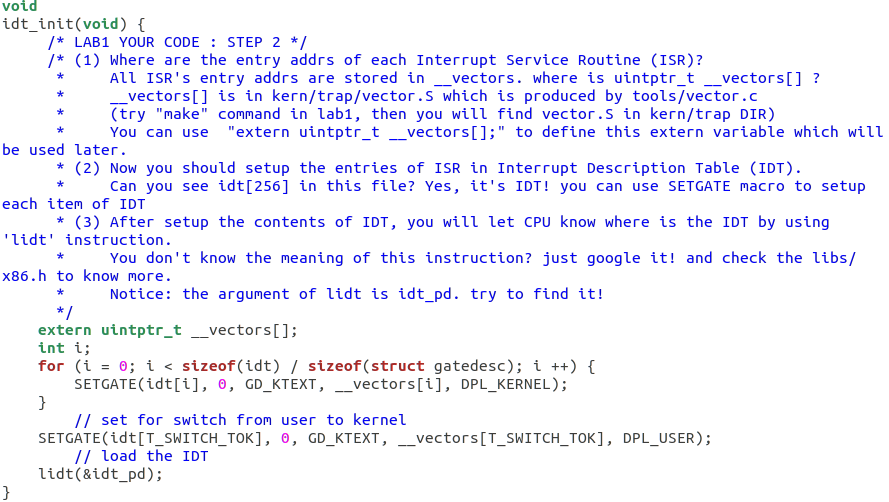 void
idt_init(void) {
     /* LAB1 YOUR CODE : STEP 2 */
     /* (1) Where are the entry addrs of each Interrupt Service Routine (ISR)?
      *     All ISR's entry addrs are stored in __vectors. where is uintptr_t __vectors[] ?
      *     __vectors[] is in kern/trap/vector.S which is produced by tools/vector.c
      *     (try "make" command in lab1, then you will find vector.S in kern/trap DIR)
      *     You can use  "extern uintptr_t __vectors[];" to define this extern variable which will
be used later.
      * (2) Now you should setup the entries of ISR in Interrupt Description Table (IDT).
      *     Can you see idt[256] in this file? Yes, it's IDT! you can use SETGATE macro to setup
each item of IDT
      * (3) After setup the contents of IDT, you will let CPU know where is the IDT by using
'lidt' instruction.
      *     You don't know the meaning of this instruction? just google it! and check the libs/
x86.h to know more.
      *     Notice: the argument of lidt is idt_pd. try to find it!
      */
    extern uintptr_t __vectors[];
    int i;
    for (i = 0; i < sizeof(idt) / sizeof(struct gatedesc); i ++) {
        SETGATE(idt[i], 0, GD_KTEXT, __vectors[i], DPL_KERNEL);
    }
        // set for switch from user to kernel
    SETGATE(idt[T_SWITCH_TOK], 0, GD_KTEXT, __vectors[T_SWITCH_TOK], DPL_USER);
        // load the IDT
    lidt(&idt_pd);
}